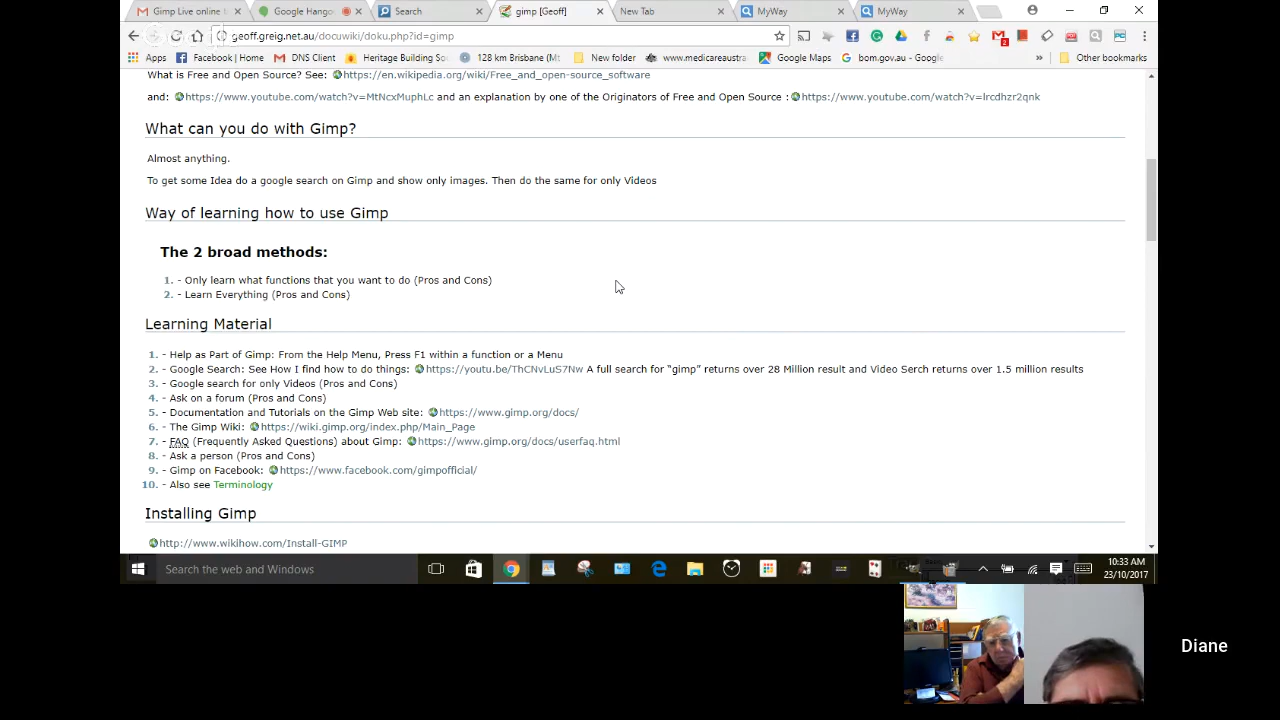 Gimp Live online t
Google Hango
Search
gimp [Geoff]
New Tab
MyWay
MyWay
geoff.greig.net.au/docuwiki/doku.php?id=gimp
2
Apps
Facebook | Home
Heritage Building So
DNS Client
Getting Started
128 km Brisbane (Mt
New folder
www.medicareaustra
Google Maps
bom.gov.au - Google
»
Other bookmarks
What is Free and Open Source? See: https://en.wikipedia.org/wiki/Free_and_open-source_software
and: https://www.youtube.com/watch?v=MtNcxMuphLc and an explanation by one of the Originators of Free and Open Source : https://www.youtube.com/watch?v=lrcdhzr2qnk
What can you do with Gimp?
Almost anything.
To get some Idea do a google search on Gimp and show only images. Then do the same for only Videos
Way of learning how to use Gimp
The 2 broad methods:
1. - Only learn what functions that you want to do (Pros and Cons)
2. - Learn Everything (Pros and Cons)
Learning Material
1. - Help as Part of Gimp: From the Help Menu, Press F1 within a function or a Menu
2. - Google Search: See How I find how to do things: https://youtu.be/ThCNvLuS7Nw A full search for “gimp” returns over 28 Million result and Video Serch returns over 1.5 million results
3. - Google search for only Videos (Pros and Cons)
4. - Ask on a forum (Pros and Cons)
5. - Documentation and Tutorials on the Gimp Web site: https://www.gimp.org/docs/
6. - The Gimp Wiki: https://wiki.gimp.org/index.php/Main_Page
7. - FAQ (Frequently Asked Questions) about Gimp: https://www.gimp.org/docs/userfaq.html
8. - Ask a person (Pros and Cons)
9. - Gimp on Facebook: https://www.facebook.com/gimpofficial/
10. - Also see Terminology
Installing Gimp
http://www.wikihow.com/Install-GIMP
Search the web and Windows
10:33 AM
23/10/2017
Diane